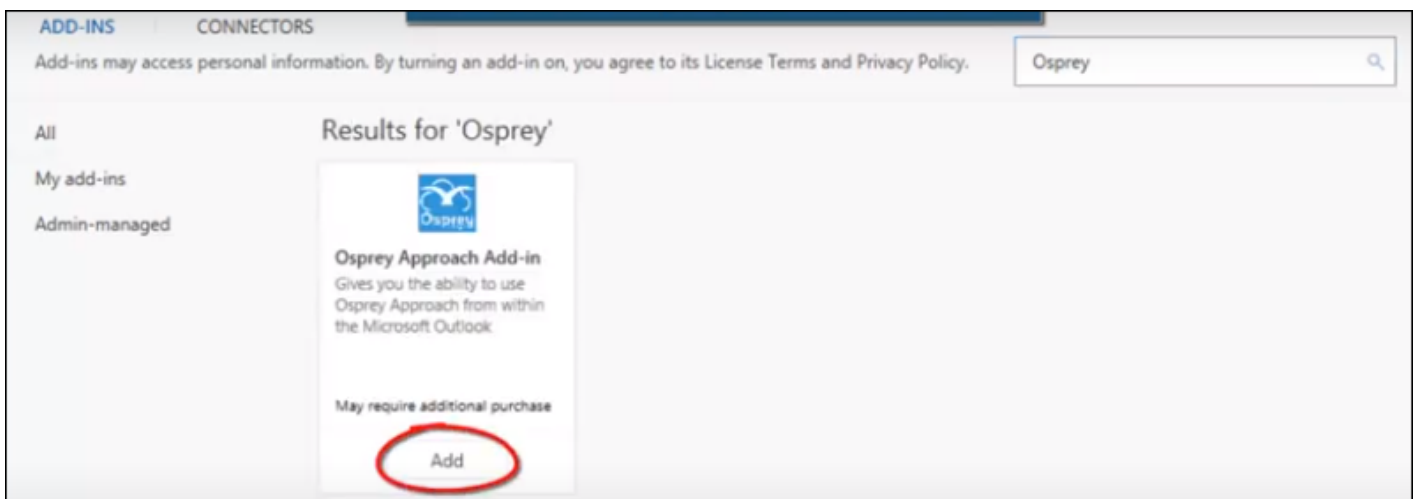 ADD-INS CONNECTORS
Add-ins may access personal information. By turning an add-in on, you agree to its License Terms and Privacy Policy.
Osprey
All
My add-ins
Admin-managed
Results for 'Osprey'
Osprey
Osprey Approach Add-in
Gives you the ability to use
Osprey Approach from within
the Microsoft Outlook
May require additional purchase
Add